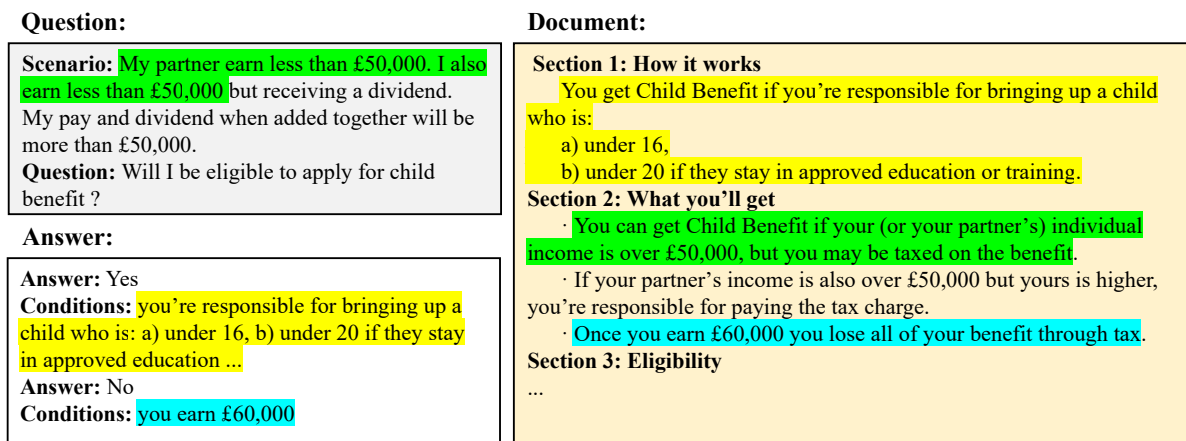 Question:
Scenario: My partner earn less than £50,000. I also
earn less than £50,000 but receiving a dividend.
My pay and dividend when added together will be
more than £50,000.
Question: Will I be eligible to apply for child
benefit ?
Answer:
Answer: Yes
Conditions: you’re responsible for bringing up a
child who is: a) under 16, b) under 20 if they stay
in approved education ...
Answer: No
Conditions: you earn £60,000
Document:
Section 1: How it works
You get Child Benefit if you’re responsible for bringing up a child
who is:
a) under 16,
b) under 20 if they stay in approved education or training.
Section 2: What you’ll get
· You can get Child Benefit if your (or your partner’s) individual
income is over £50,000, but you may be taxed on the benefit.
· If your partner’s income is also over £50,000 but yours is higher,
you’re responsible for paying the tax charge.
· Once you earn £60,000 you lose all of your benefit through tax.
Section 3: Eligibility
...